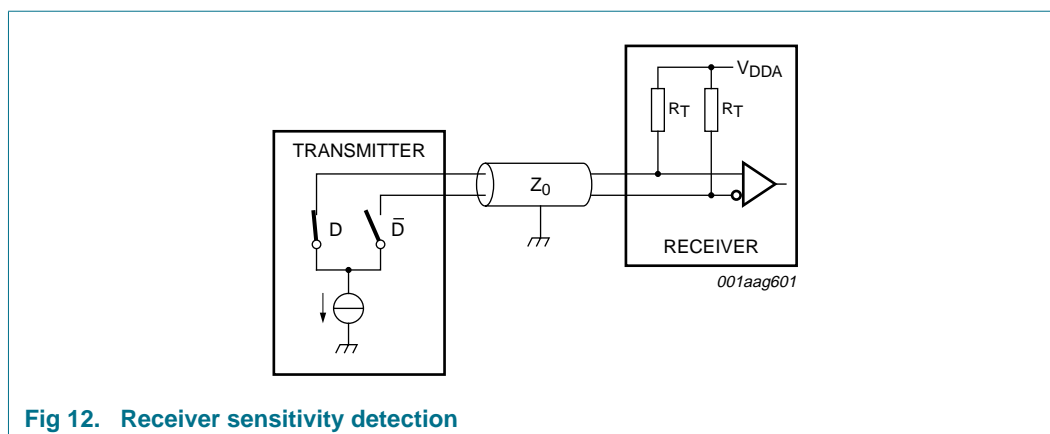 TRANSMITTER
D
D̅
Z0
VDDA
RT
RT
RECEIVER
001aag601
Fig 12. Receiver sensitivity detection